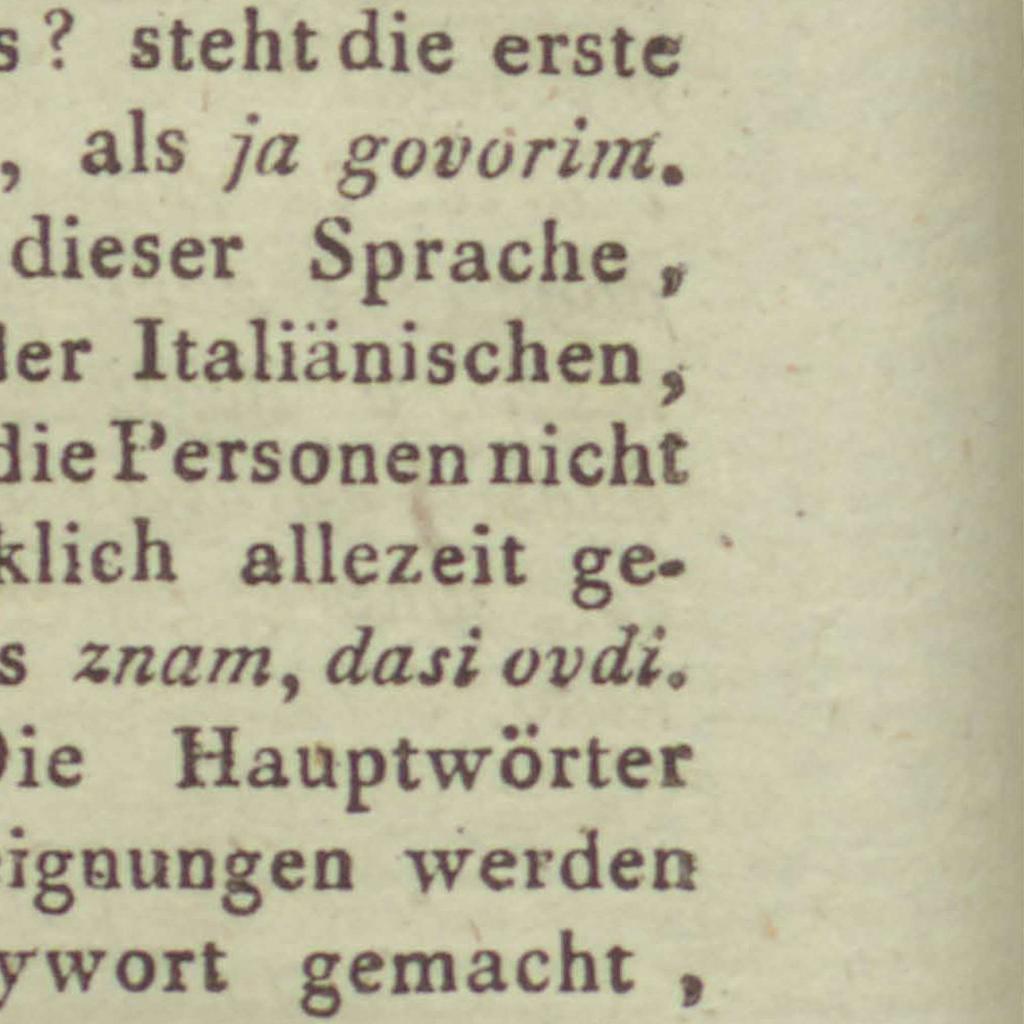 s? steht die erste
, als ja govorim.
dieser Sprache,
der Italiänischen,
die Personen nicht
klich allezeit ge-
s znam, dasi ovdi.
Die Hauptwörter
eignungen werden
ywort gemacht,